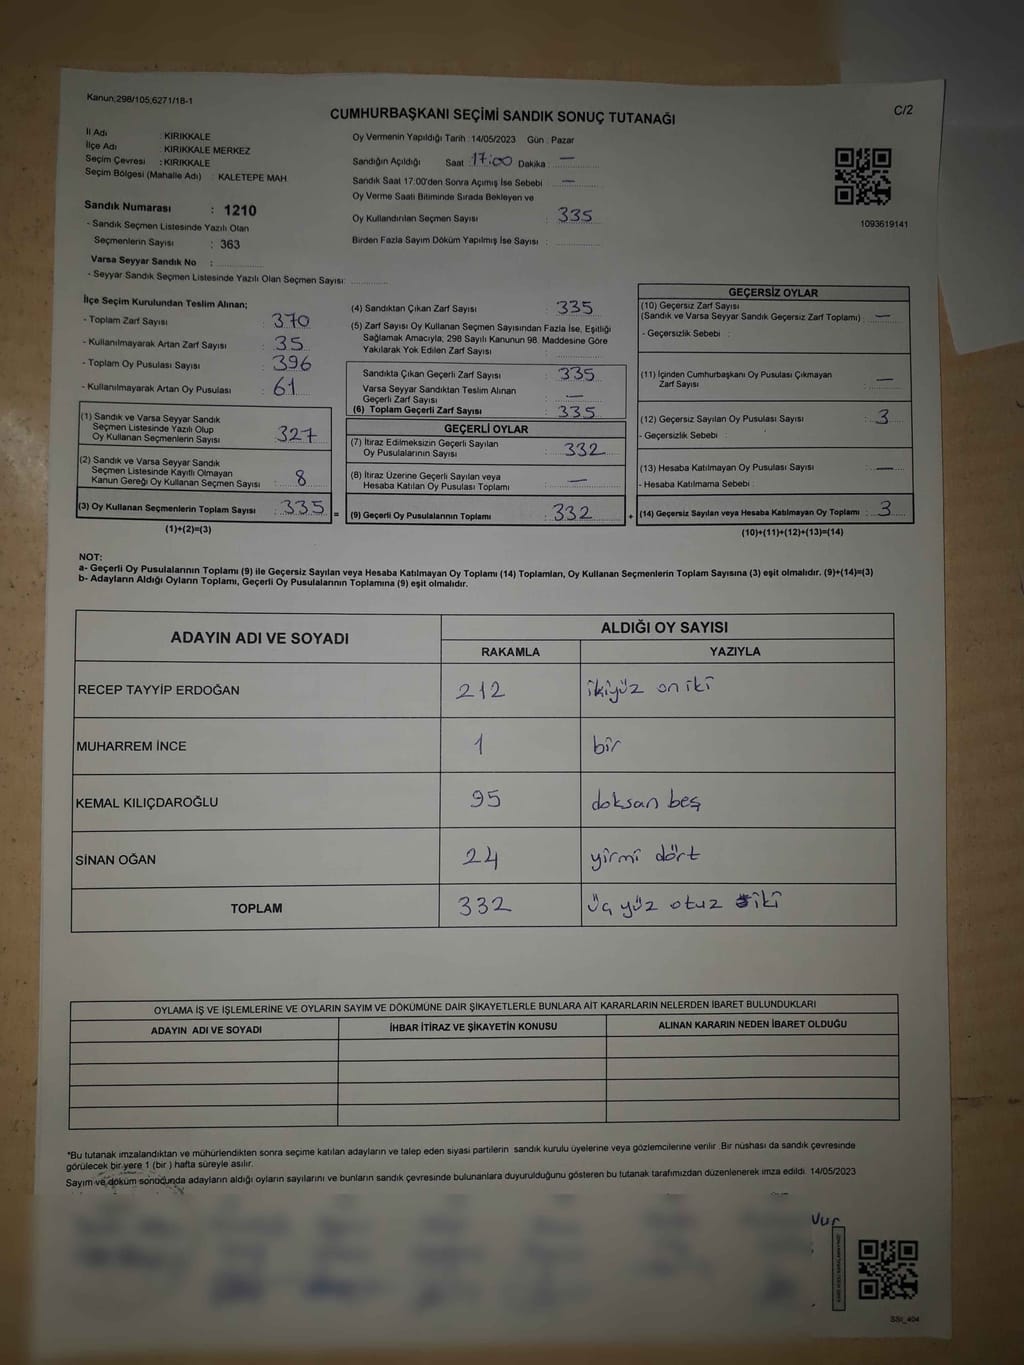 Kanun:298/105,6271/18-1
CUMHURBAŞKANI SEÇİMİ SANDIK SONUÇ TUTANAĞI
C/2
İl Adı : KIRIKKALE
İlçe Adı : KIRIKKALE MERKEZ
Seçim Çevresi : KIRIKKALE
Seçim Bölgesi (Mahalle Adı) : KALETEPE MAH.
Sandık Numarası : 1210
- Sandık Seçmen Listesinde Yazılı Olan
Seçmenlerin Sayısı : 363
Varsa Seyyar Sandık No :
- Seyyar Sandık Seçmen Listesinde Yazılı Olan Seçmen Sayısı:
Oy Vermenin Yapıldığı Tarih : 14/05/2023 Gün : Pazar
Sandığın Açıldığı Saat : 17:00 Dakika : —
Sandık Saat 17:00'den Sonra Açımış İse Sebebi : —
Oy Verme Saati Bitiminde Sırada Bekleyen ve
Oy Kullandırılan Seçmen Sayısı : 335
Birden Fazla Sayım Döküm Yapılmış İse Sayısı :
1093619141
İlçe Seçim Kurulundan Teslim Alınan;
- Toplam Zarf Sayısı : 370
- Kullanılmayarak Artan Zarf Sayısı : 35
- Toplam Oy Pusulası Sayısı : 396
- Kullanılmayarak Artan Oy Pusulası : 61
(1) Sandık ve Varsa Seyyar Sandık
Seçmen Listesinde Yazılı Olup
Oy Kullanan Seçmenlerin Sayısı : 327
(2) Sandık ve Varsa Seyyar Sandık
Seçmen Listesinde Kayıtlı Olmayan
Kanun Gereği Oy Kullanan Seçmen Sayısı : 8
(3) Oy Kullanan Seçmenlerin Toplam Sayısı : 335 =
(1)+(2)=(3)
(4) Sandıktan Çıkan Zarf Sayısı : 335
(5) Zarf Sayısı Oy Kullanan Seçmen Sayısından Fazla İse, Eşitliği
Sağlamak Amacıyla, 298 Sayılı Kanunun 98. Maddesine Göre
Yakılarak Yok Edilen Zarf Sayısı :
Sandıkta Çıkan Geçerli Zarf Sayısı : 335
Varsa Seyyar Sandıktan Teslim Alınan
Geçerli Zarf Sayısı : —
(6) Toplam Geçerli Zarf Sayısı : 335
GEÇERLİ OYLAR
(7) İtiraz Edilmeksizin Geçerli Sayılan
Oy Pusulalarının Sayısı : 332
(8) İtiraz Üzerine Geçerli Sayılan veya
Hesaba Katılan Oy Pusulası Toplamı : —
(9) Geçerli Oy Pusulalarının Toplamı : 332 +
GEÇERSİZ OYLAR
(10) Geçersiz Zarf Sayısı
(Sandık ve Varsa Seyyar Sandık Geçersiz Zarf Toplamı) : —
- Geçersizlik Sebebi :
(11) İçinden Cumhurbaşkanı Oy Pusulası Çıkmayan
Zarf Sayısı : —
(12) Geçersiz Sayılan Oy Pusulası Sayısı : 3
- Geçersizlik Sebebi :
(13) Hesaba Katılmayan Oy Pusulası Sayısı : —
- Hesaba Katılmama Sebebi :
(14) Geçersiz Sayılan veya Hesaba Katılmayan Oy Toplamı : 3
(10)+(11)+(12)+(13)=(14)
NOT:
a- Geçerli Oy Pusulalarının Toplamı (9) ile Geçersiz Sayılan veya Hesaba Katılmayan Oy Toplamı (14) Toplamları, Oy Kullanan Seçmenlerin Toplam Sayısına (3) eşit olmalıdır. (9)+(14)=(3)
b- Adayların Aldığı Oyların Toplamı, Geçerli Oy Pusulalarının Toplamına (9) eşit olmalıdır.
ADAYIN ADI VE SOYADI
ALDIĞI OY SAYISI
RAKAMLA YAZIYLA
RECEP TAYYİP ERDOĞAN 212 ikiyüz on iki
MUHARREM İNCE 1 bir
KEMAL KILIÇDAROĞLU 95 doksan beş
SİNAN OĞAN 24 yirmi dört
TOPLAM 332 üç yüz otuz iki
OYLAMA İŞ VE İŞLEMLERİNE VE OYLARIN SAYIM VE DÖKÜMÜNE DAİR ŞİKAYETLERLE BUNLARA AİT KARARLARIN NELERDEN İBARET BULUNDUKLARI
ADAYIN ADI VE SOYADI İHBAR İTİRAZ VE ŞİKAYETİN KONUSU ALINAN KARARIN NEDEN İBARET OLDUĞU
*Bu tutanak imzalandıktan ve mühürlendikten sonra seçime katılan adayların ve talep eden siyasi partilerin sandık kurulu üyelerine veya gözlemcilerine verilir. Bir nüshası da sandık çevresinde
görülecek bir yere 1 (bir ) hafta süreyle asılır.
Sayım ve döküm sonucunda adayların aldığı oyların sayılarını ve bunların sandık çevresinde bulunanlara duyurulduğunu gösteren bu tutanak tarafımızdan düzenlenerek imza edildi. 14/05/2023
SSt_404